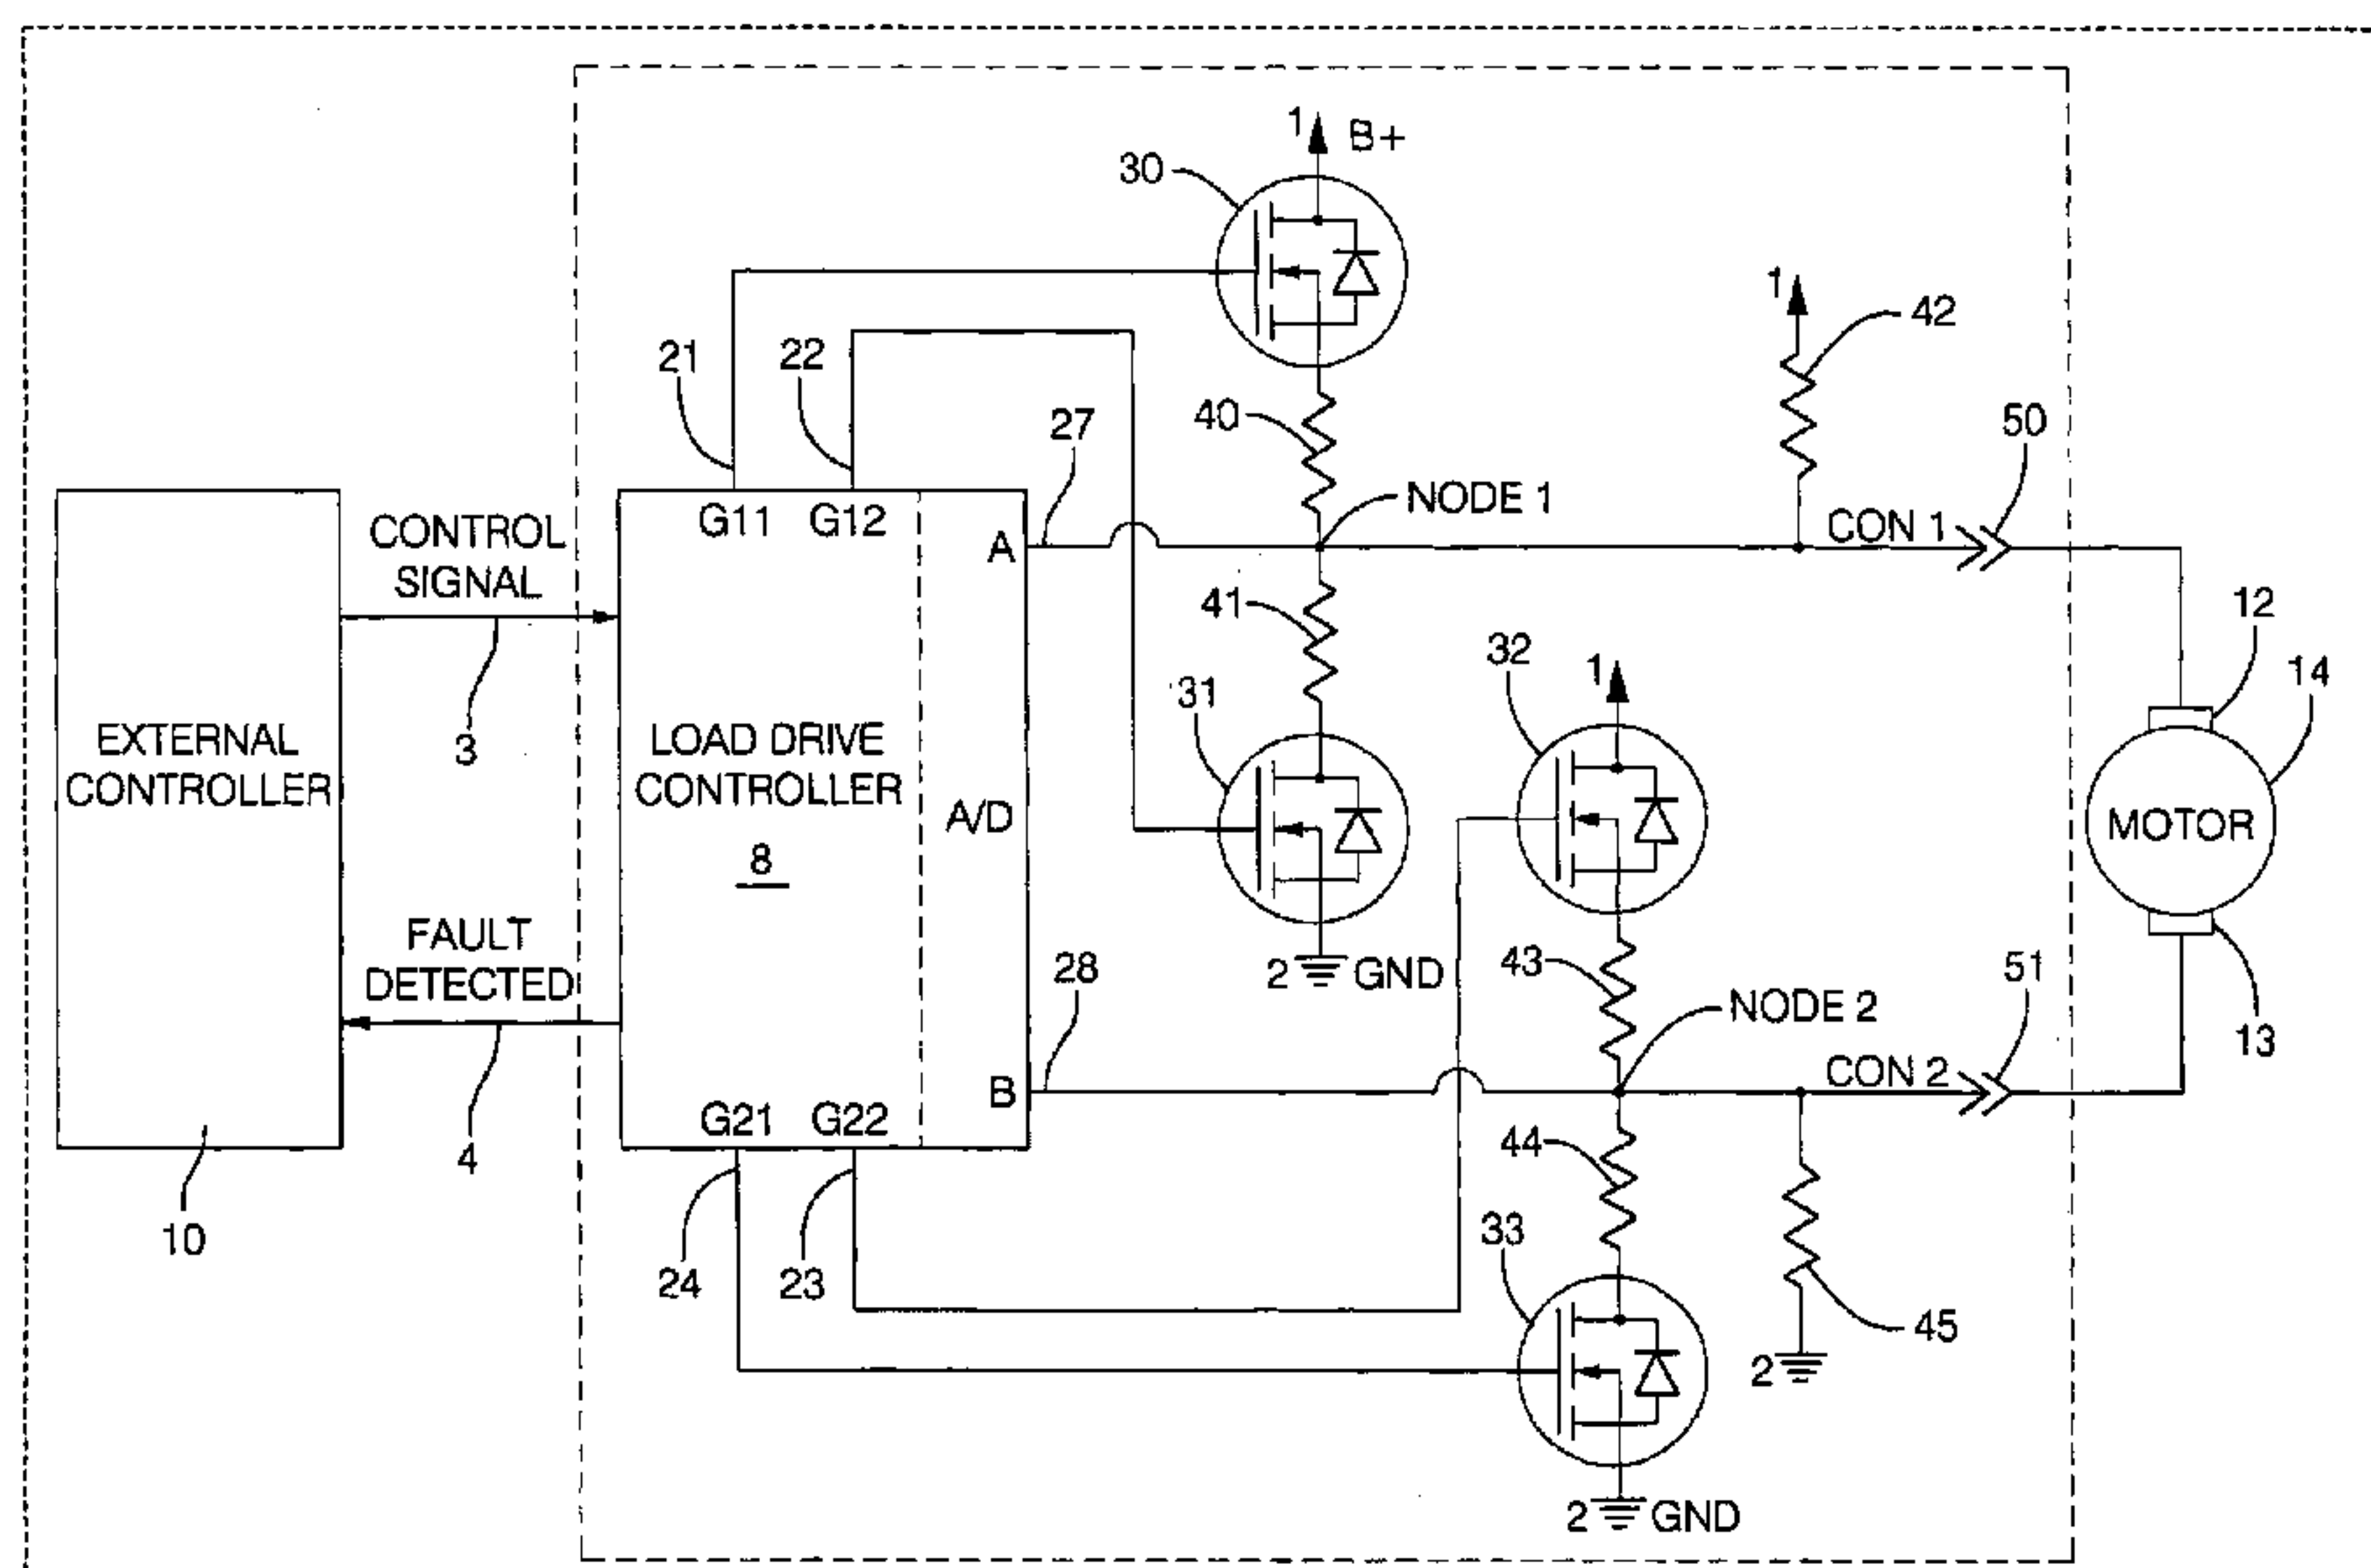 1 B+
30
1
42
21
22
40
27
50
G11 G12
NODE 1
CONTROL
SIGNAL
A
CON 1
41
12
32
14
3
31
1
EXTERNAL
CONTROLLER
LOAD DRIVE
CONTROLLER
8
A/D
MOTOR
FAULT
DETECTED
2 GND
28
43
51
NODE 2
13
4
B
CON 2
G21 G22
44
10
24
23
33
45
2
2 GND